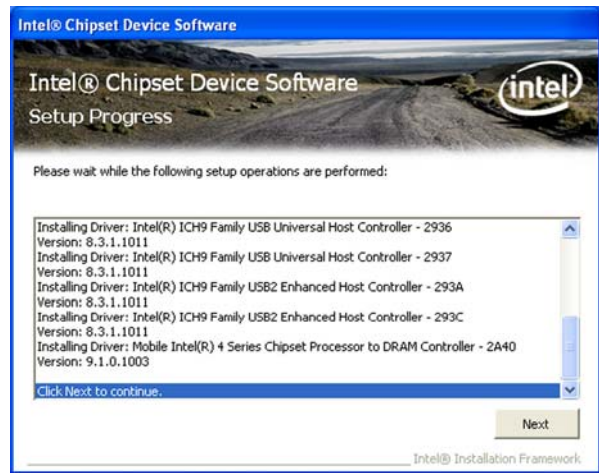 Intel® Chipset Device Software
Intel® Chipset Device Software
intel
Setup Progress
Please wait while the following setup operations are performed:
Installing Driver: Intel(R) ICH9 Family USB Universal Host Controller - 2936
Version: 8.3.1.1011
Installing Driver: Intel(R) ICH9 Family USB Universal Host Controller - 2937
Version: 8.3.1.1011
Installing Driver: Intel(R) ICH9 Family USB2 Enhanced Host Controller - 293A
Version: 8.3.1.1011
Installing Driver: Intel(R) ICH9 Family USB2 Enhanced Host Controller - 293C
Version: 8.3.1.1011
Installing Driver: Mobile Intel(R) 4 Series Chipset Processor to DRAM Controller - 2A40
Version: 9.1.0.1003
Click Next to continue.
Next
Intel® Installation Framework